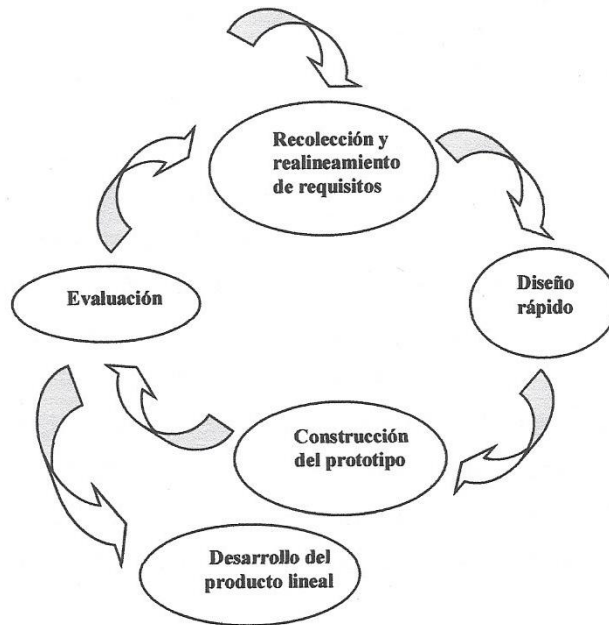 Recolección y
realineamiento
de requisitos
Diseño
rápido
Construcción
del prototipo
Evaluación
Desarrollo del
producto lineal